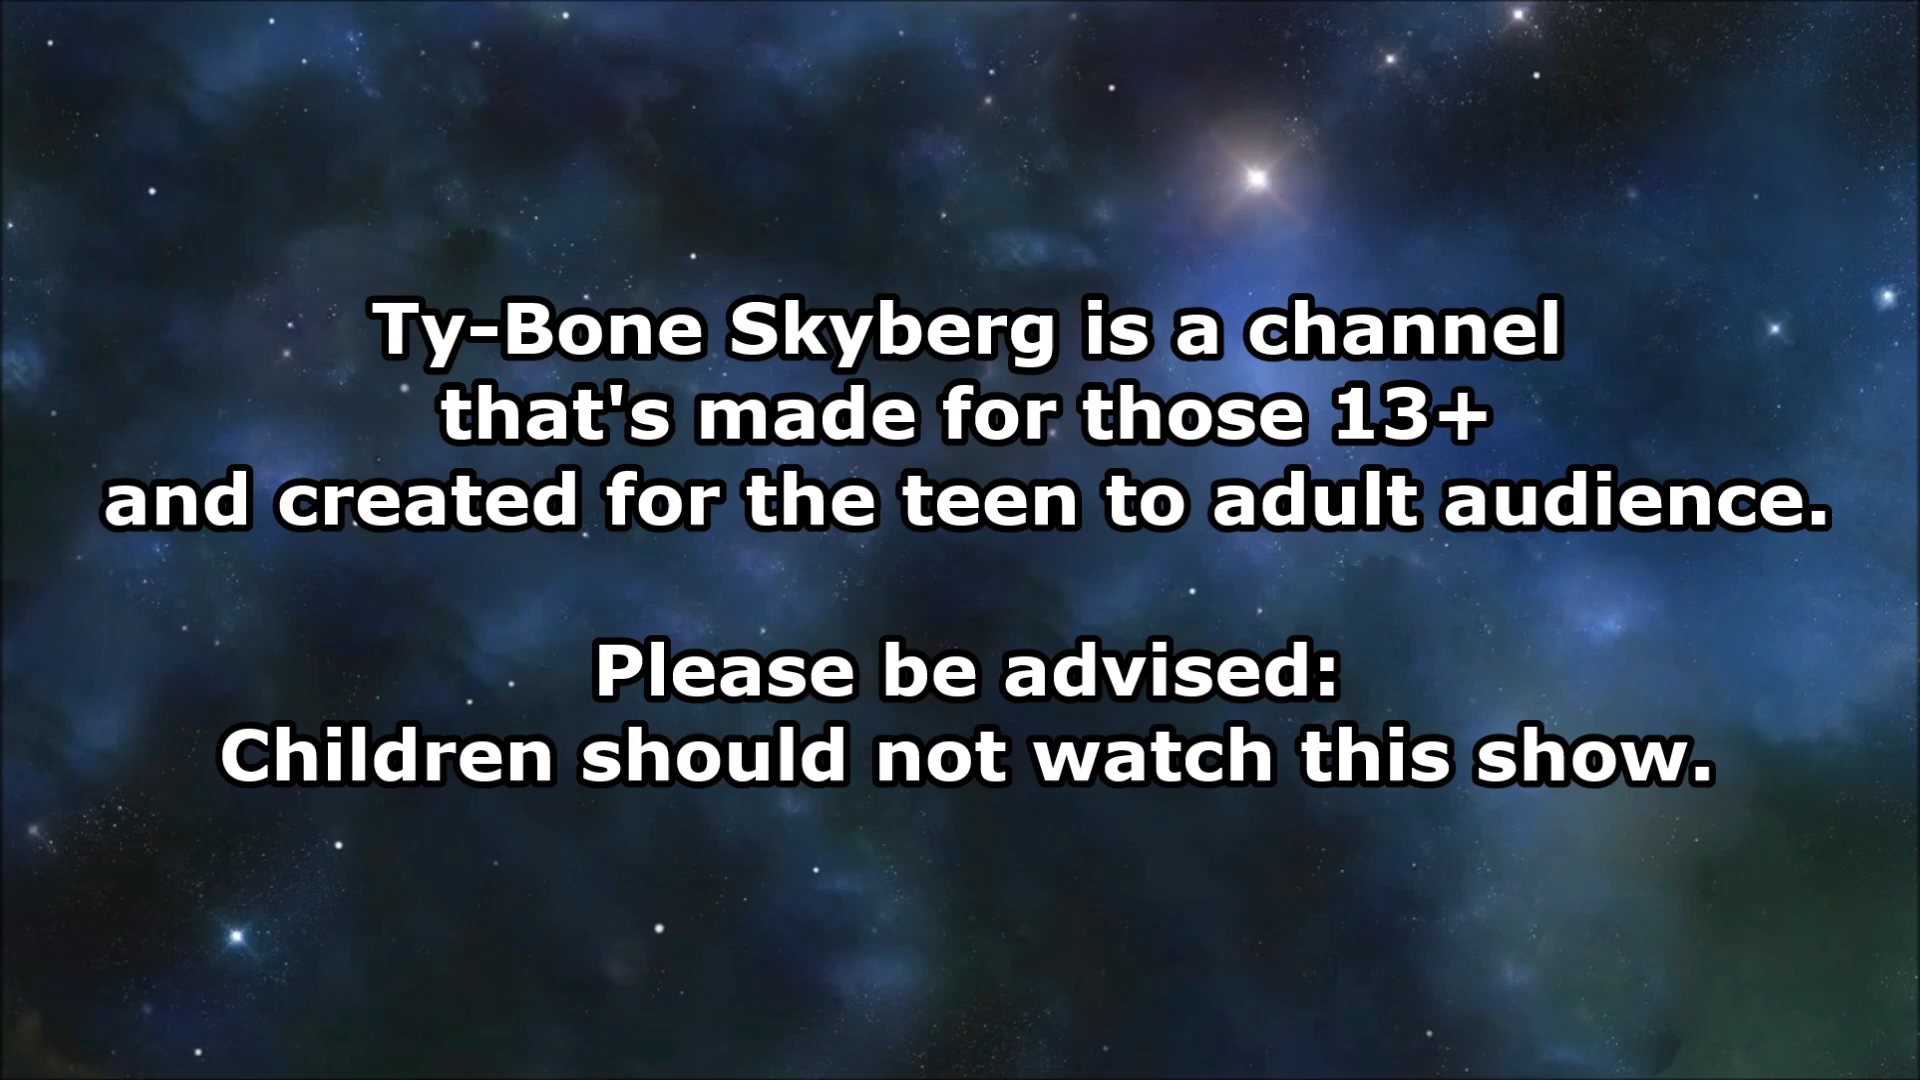 Ty-Bone Skyberg is a channel
that's made for those 13+
and created for the teen to adult audience.
Please be advised:
Children should not watch this show.